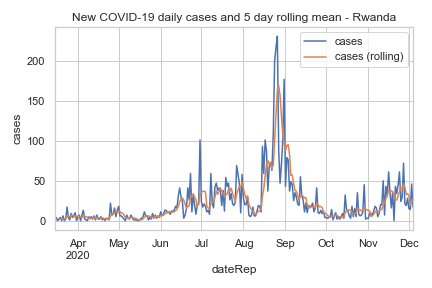 New COVID-19 daily cases and 5 day rolling mean - Rwanda
cases
cases (rolling)
200
150
100
50
0
cases
Apr May Jun Jul Aug Sep Oct Nov Dec
2020
dateRep